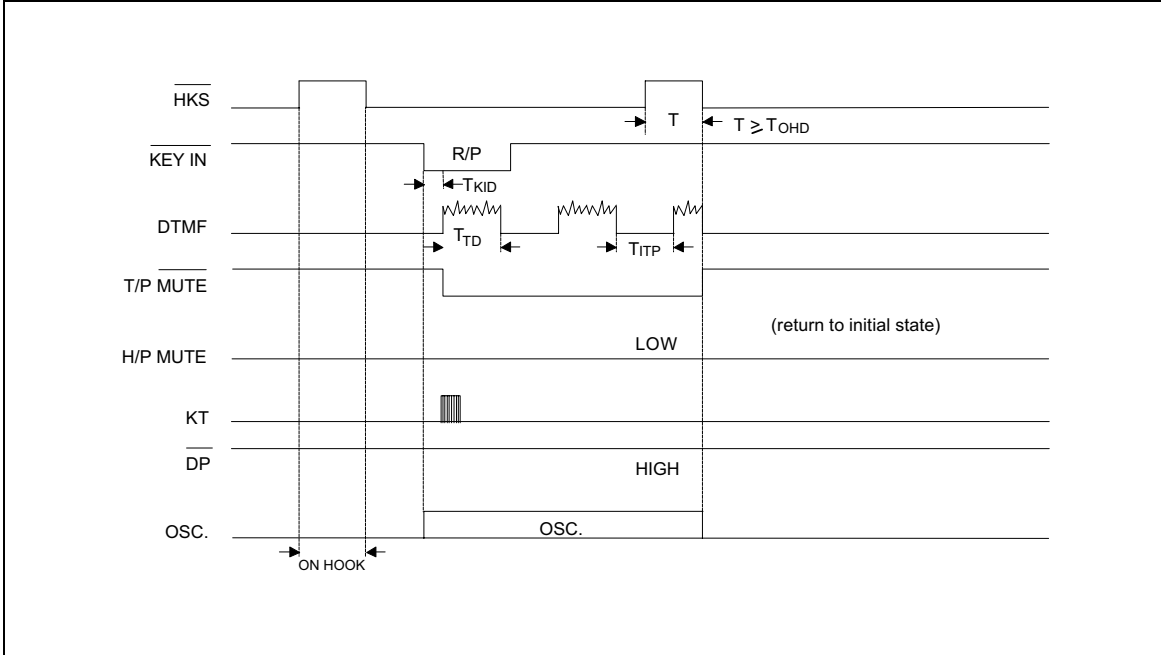 HKS
T
T ≥ TOHD
KEY IN
R/P
TKID
DTMF
TTD
TITP
T/P MUTE
(return to initial state)
LOW
H/P MUTE
KT
DP
HIGH
OSC.
OSC.
ON HOOK